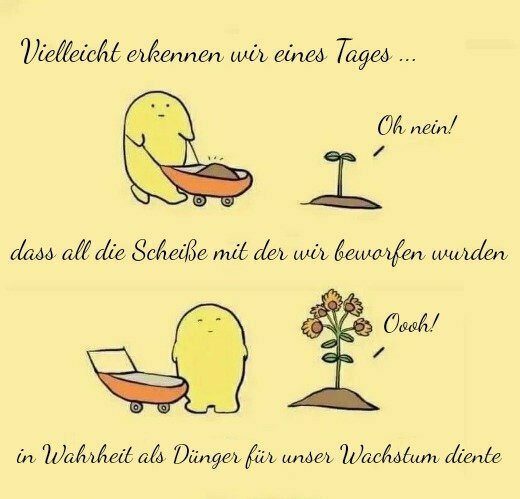 Vielleicht erkennen wir eines Tages ...
Oh nein!
dass all die Scheiße mit der wir beworfen wurden
Oooh!
in Wahrheit als Dünger für unser Wachstum diente